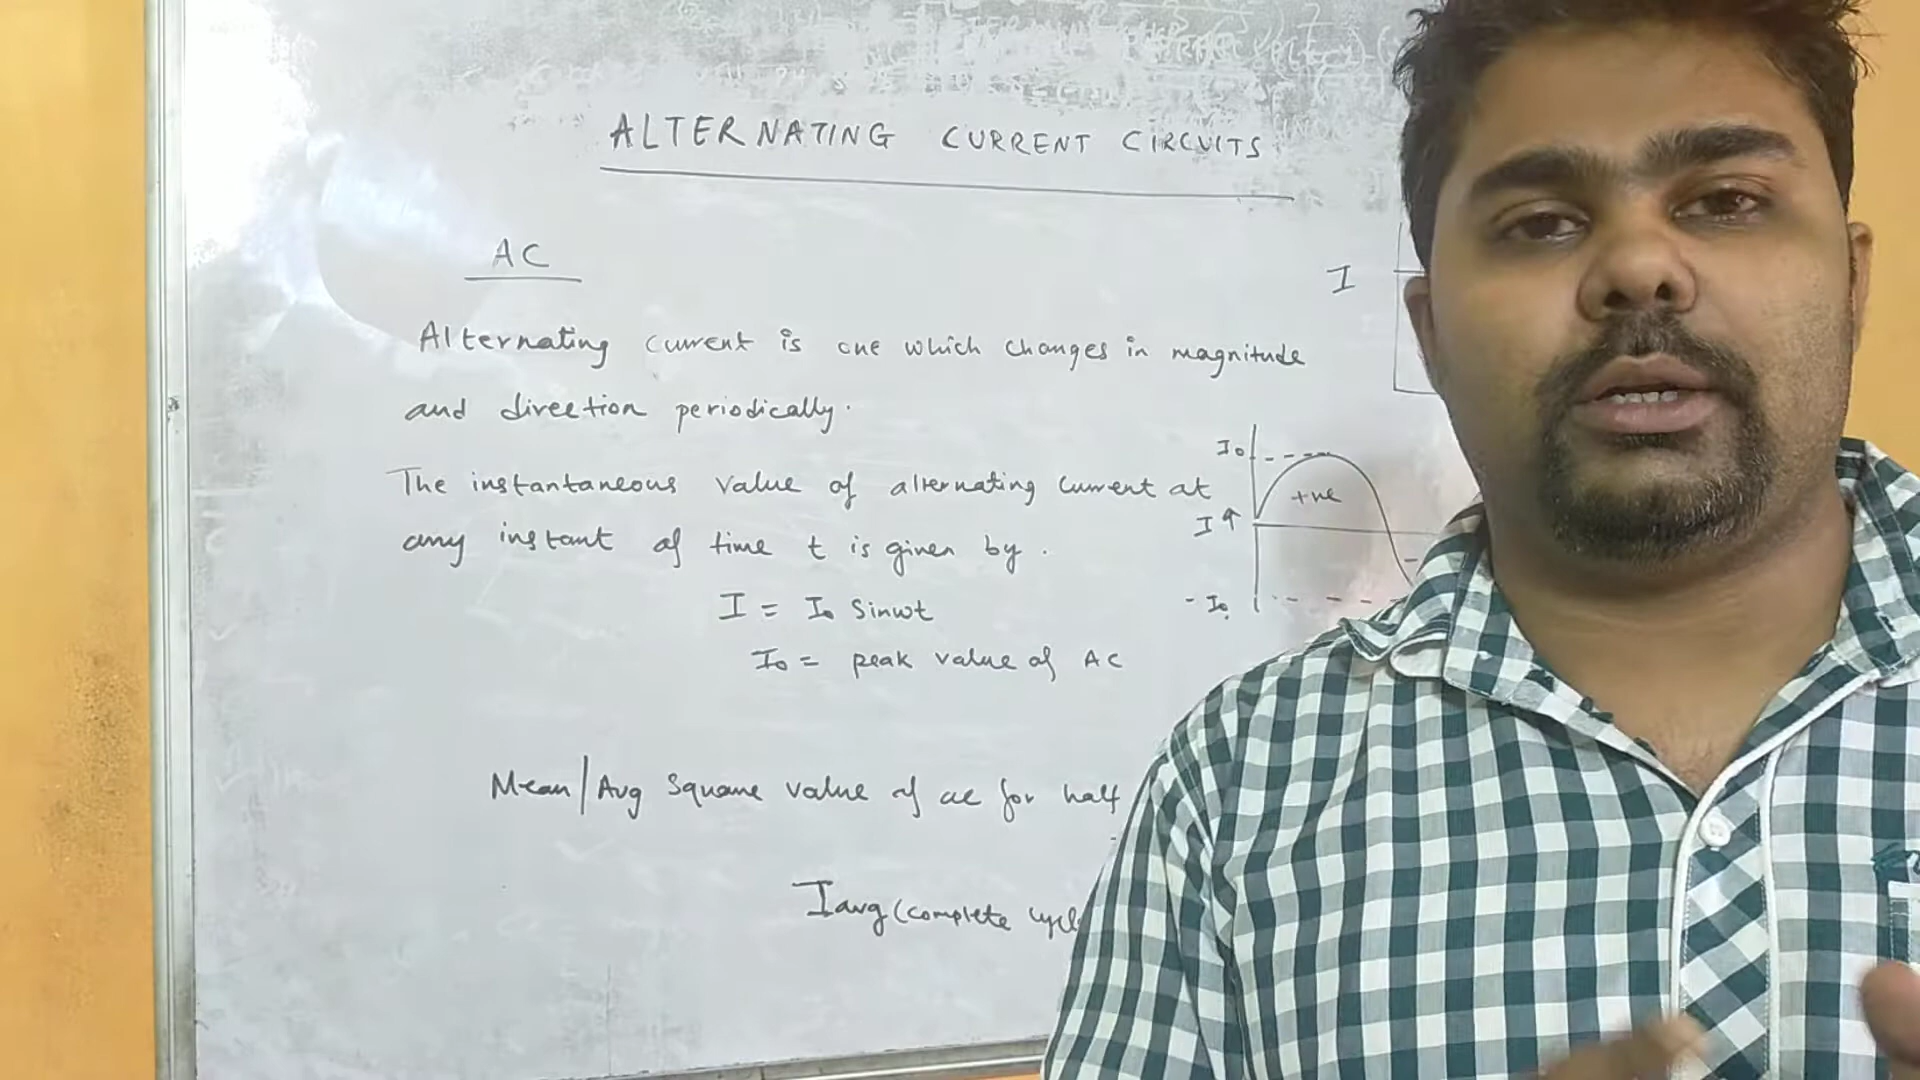 ALTERNATING CURRENT CIRCUITS
AC
I
Alternating current is one which changes in magnitude
and direction periodically.
The instantaneous value of alternating current at
any instant of time t is given by.
I = I₀ Sinωt
I₀ = peak value of AC
I₀
+ve
I ↑
- I₀
Mean/Avg Square value of ac for half
Iavg (complete cycl